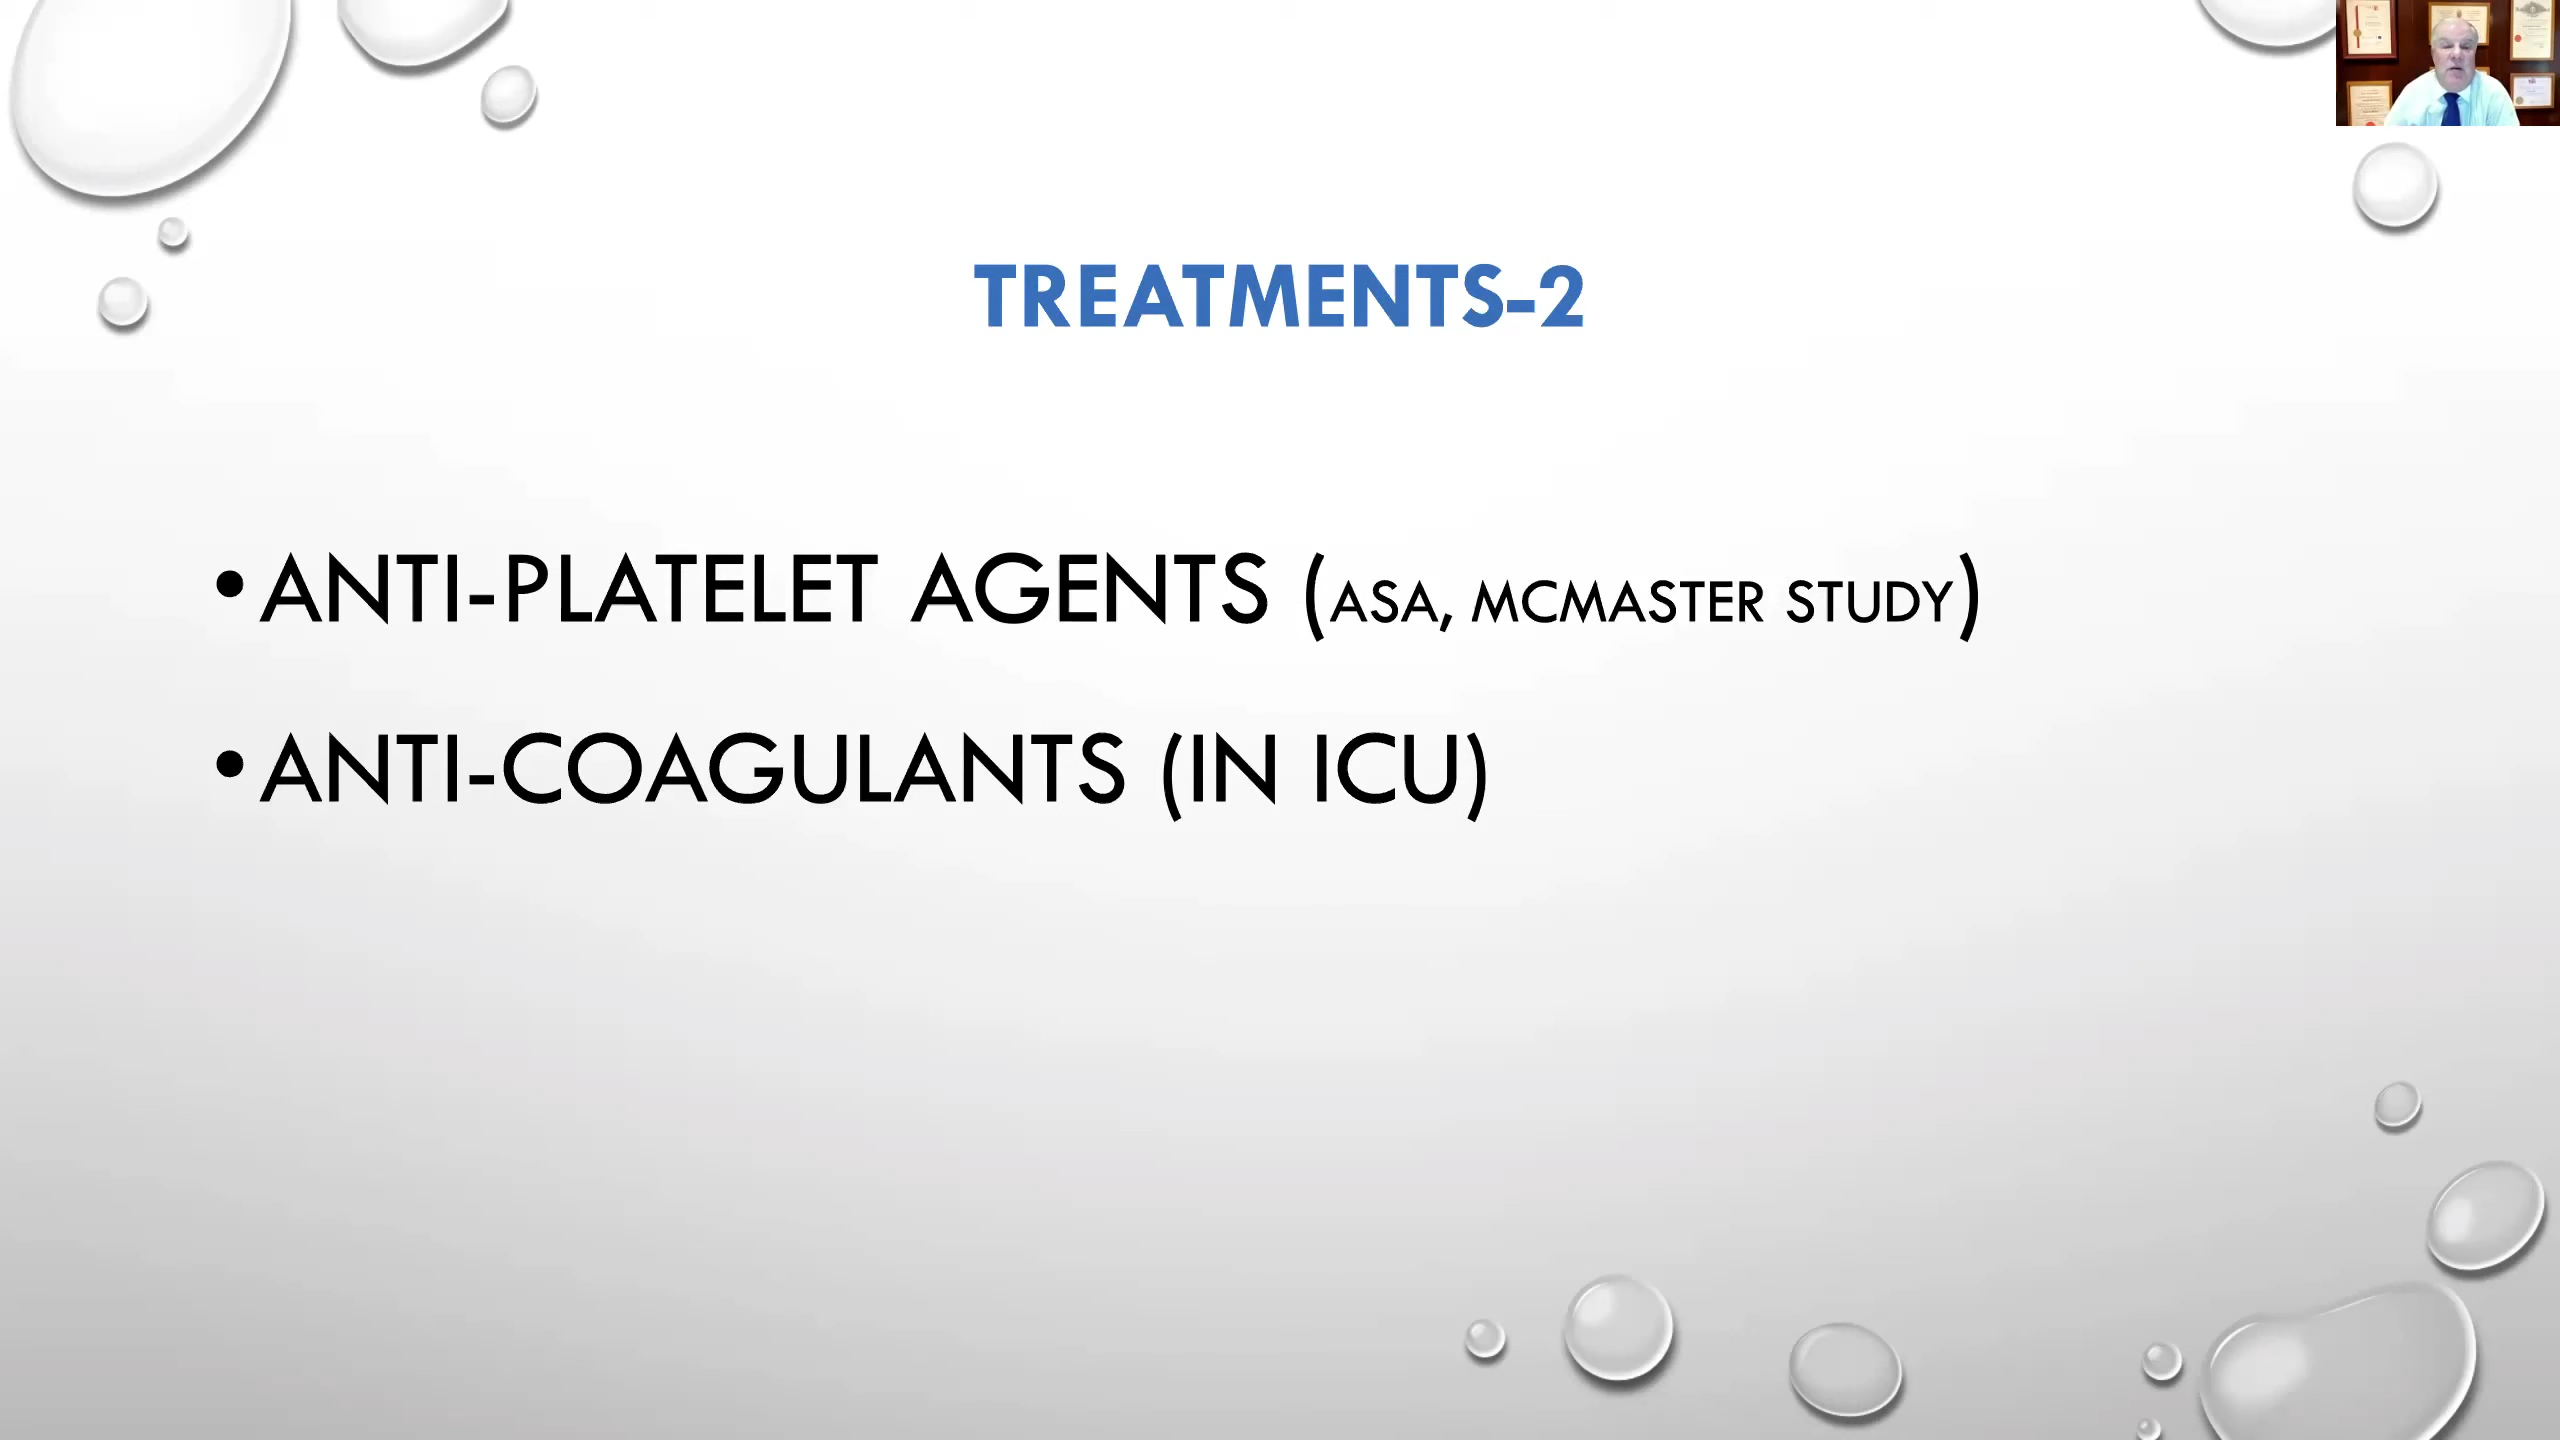 TREATMENTS-2
•ANTI-PLATELET AGENTS (ASA, MCMASTER STUDY)
•ANTI-COAGULANTS (IN ICU)